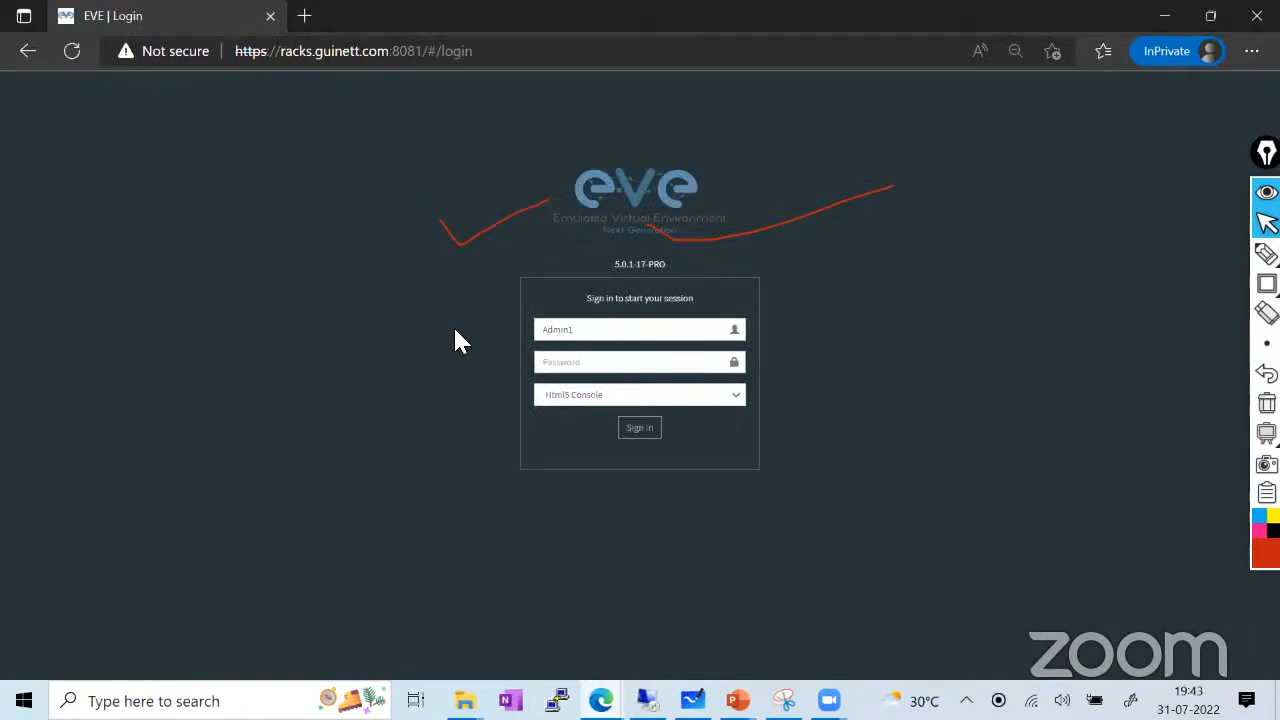 EVE | Login
Not secure
https://racks.guinett.com:8081/#/login
InPrivate
eve
Emulated Virtual Environment
Next Generation
5.0.1-17-PRO
Sign in to start your session
Admin1
Password
Html5 Console
Sign In
zoom
Type here to search
30°C
19:43
31-07-2022